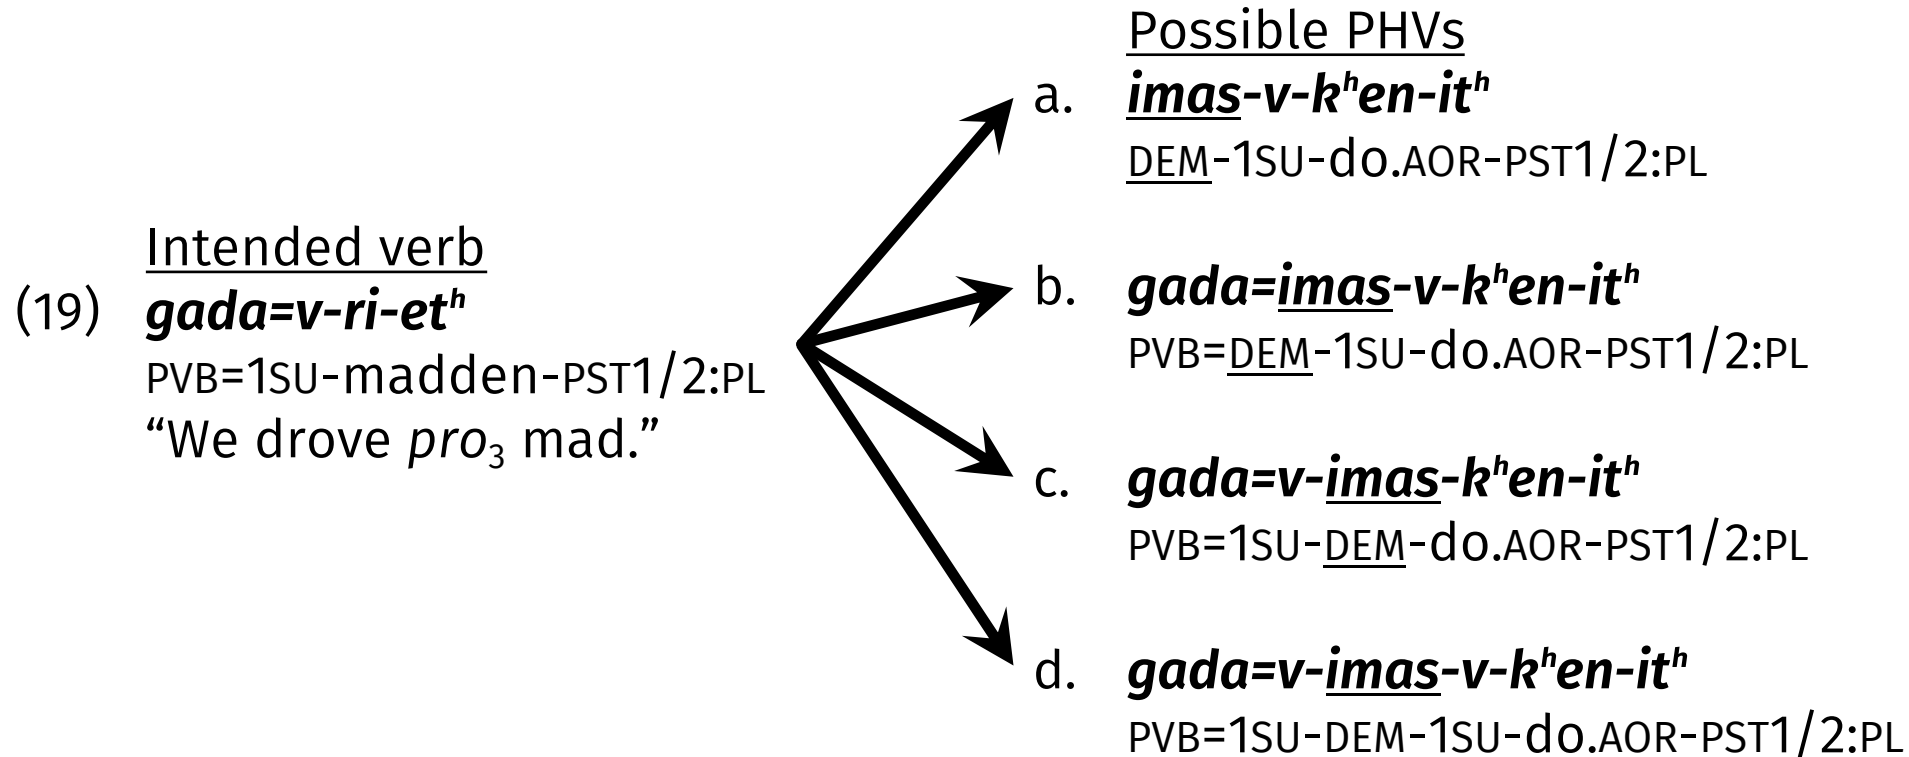 Possible PHVs
a. imas-v-kʰen-itʰ
DEM-1SU-do.AOR-PST1/2:PL
Intended verb
(19) gada=v-ri-etʰ
PVB=1SU-madden-PST1/2:PL
“We drove pro₃ mad.”
b. gada=imas-v-kʰen-itʰ
PVB=DEM-1SU-do.AOR-PST1/2:PL
c. gada=v-imas-kʰen-itʰ
PVB=1SU-DEM-do.AOR-PST1/2:PL
d. gada=v-imas-v-kʰen-itʰ
PVB=1SU-DEM-1SU-do.AOR-PST1/2:PL